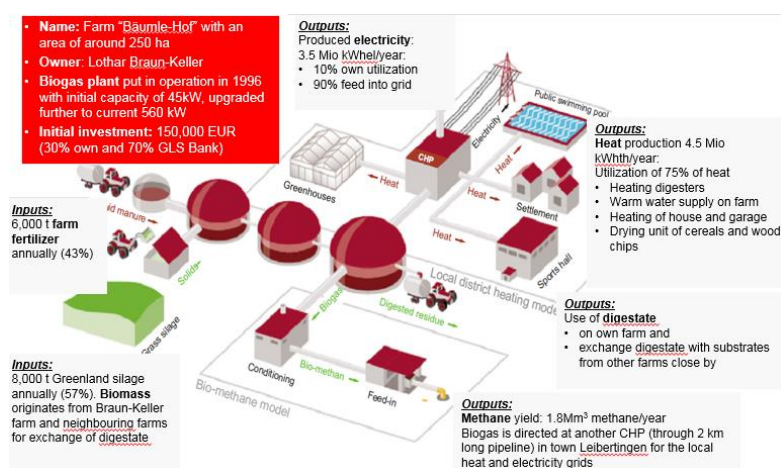 • Name: Farm “Bäumle-Hof” with an
area of around 250 ha
• Owner: Lothar Braun-Keller
• Biogas plant put in operation in 1996
with initial capacity of 45kW, upgraded
further to current 560 kW
• Initial investment: 150,000 EUR
(30% own and 70% GLS Bank)
Outputs:
Produced electricity:
3.5 Mio kWhel/year:
• 10% own utilization
• 90% feed into grid
Public swimming pool
Electricity
CHP
Heat
Greenhouses
Heat
Heat
Settlement
Heat
Sports hall
Outputs:
Heat production 4.5 Mio
kWhth/year:
Utilization of 75% of heat
• Heating digesters
• Warm water supply on farm
• Heating of house and garage
• Drying unit of cereals and wood
chips
Inputs:
6,000 t farm
fertilizer
annually (43%)
manure
Solids
Grass silage
Local district heating model
Biogas
Digested residue
Outputs:
Use of digestate
• on own farm and
• exchange digestate with substrates
from other farms close by
Inputs:
8,000 t Greenland silage
annually (57%). Biomass
originates from Braun-Keller
farm and neighbouring farms
for exchange of digestate
Conditioning
Bio-methan
Feed-in
Bio-methane model
Outputs:
Methane yield: 1.8Mm³ methane/year
Biogas is directed at another CHP (through 2 km
long pipeline) in town Leibertingen for the local
heat and electricity grids